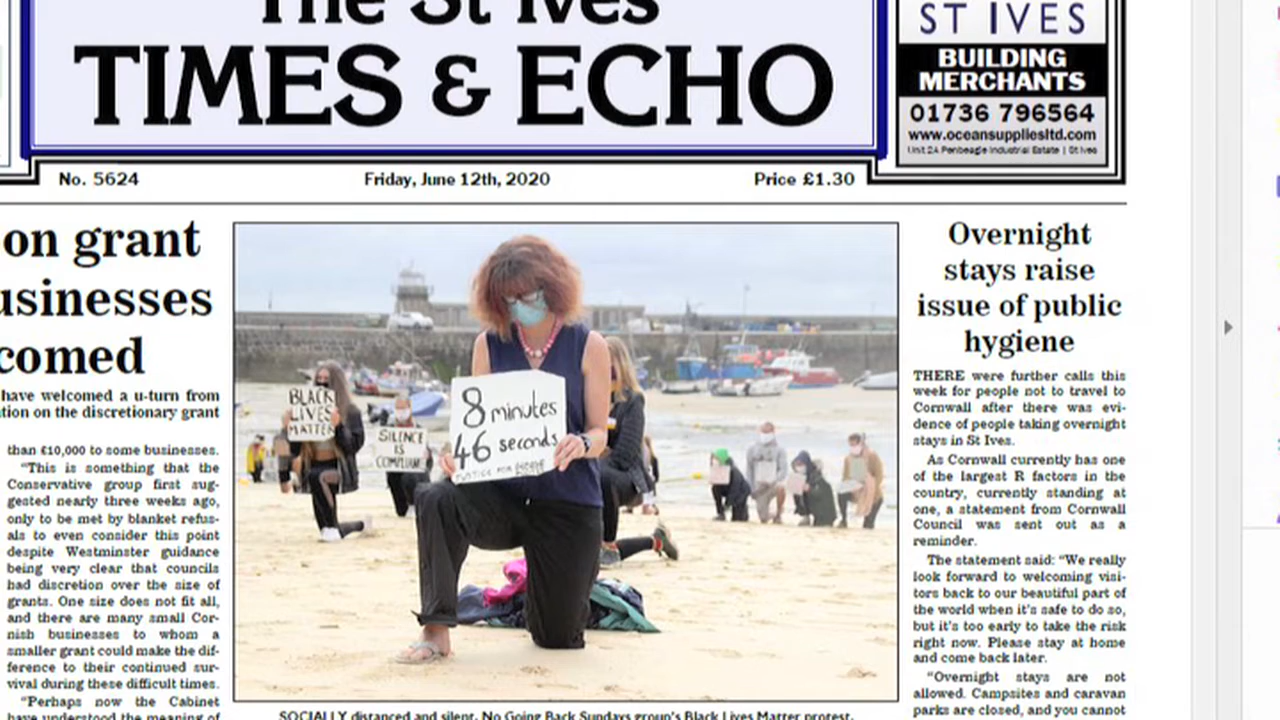 The St Ives
TIMES & ECHO
ST IVES
BUILDING
MERCHANTS
01736 796564
www.oceansuppliesltd.com
Unit 2A Penbeagle Industrial Estate | St Ives
No. 5624
Friday, June 12th, 2020
Price £1.30
on grant
usinesses
comed
have welcomed a u-turn from
tion on the discretionary grant
than £10,000 to some businesses.
"This is something that the
Conservative group first sug-
gested nearly three weeks ago,
only to be met by blanket refus-
als to even consider this point
despite Westminster guidance
being very clear that councils
had discretion over the size of
grants. One size does not fit all,
and there are many small Cor-
nish businesses to whom a
smaller grant could make the dif-
ference to their continued sur-
vival during these difficult times.
"Perhaps now the Cabinet
have understood the meaning of
BLACK
LIVES
MATTER
SILENCE
IS
8 minutes
46 seconds
JUSTICE FOR
SOCIALLY distanced and silent, No Going Back Sundays group's Black Lives Matter protest.
Overnight
stays raise
issue of public
hygiene
THERE were further calls this
week for people not to travel to
Cornwall after there was evi-
dence of people taking overnight
stays in St Ives.
As Cornwall currently has one
of the largest R factors in the
country, currently standing at
one, a statement from Cornwall
Council was sent out as a
reminder.
The statement said: "We really
look forward to welcoming visi-
tors back to our beautiful part of
the world when it's safe to do so,
but it's too early to take the risk
right now. Please stay at home
and come back later.
"Overnight stays are not
allowed. Campsites and caravan
parks are closed, and you cannot